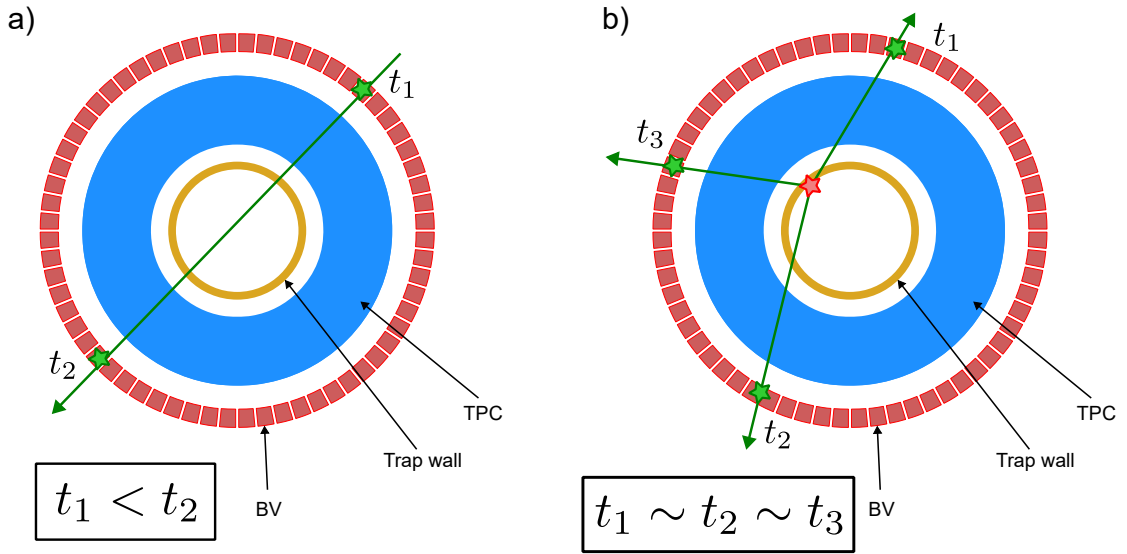 a)
t₁
t₂
TPC
Trap wall
BV
t₁ < t₂
b)
t₁
t₃
t₂
TPC
Trap wall
BV
t₁ ∼ t₂ ∼ t₃